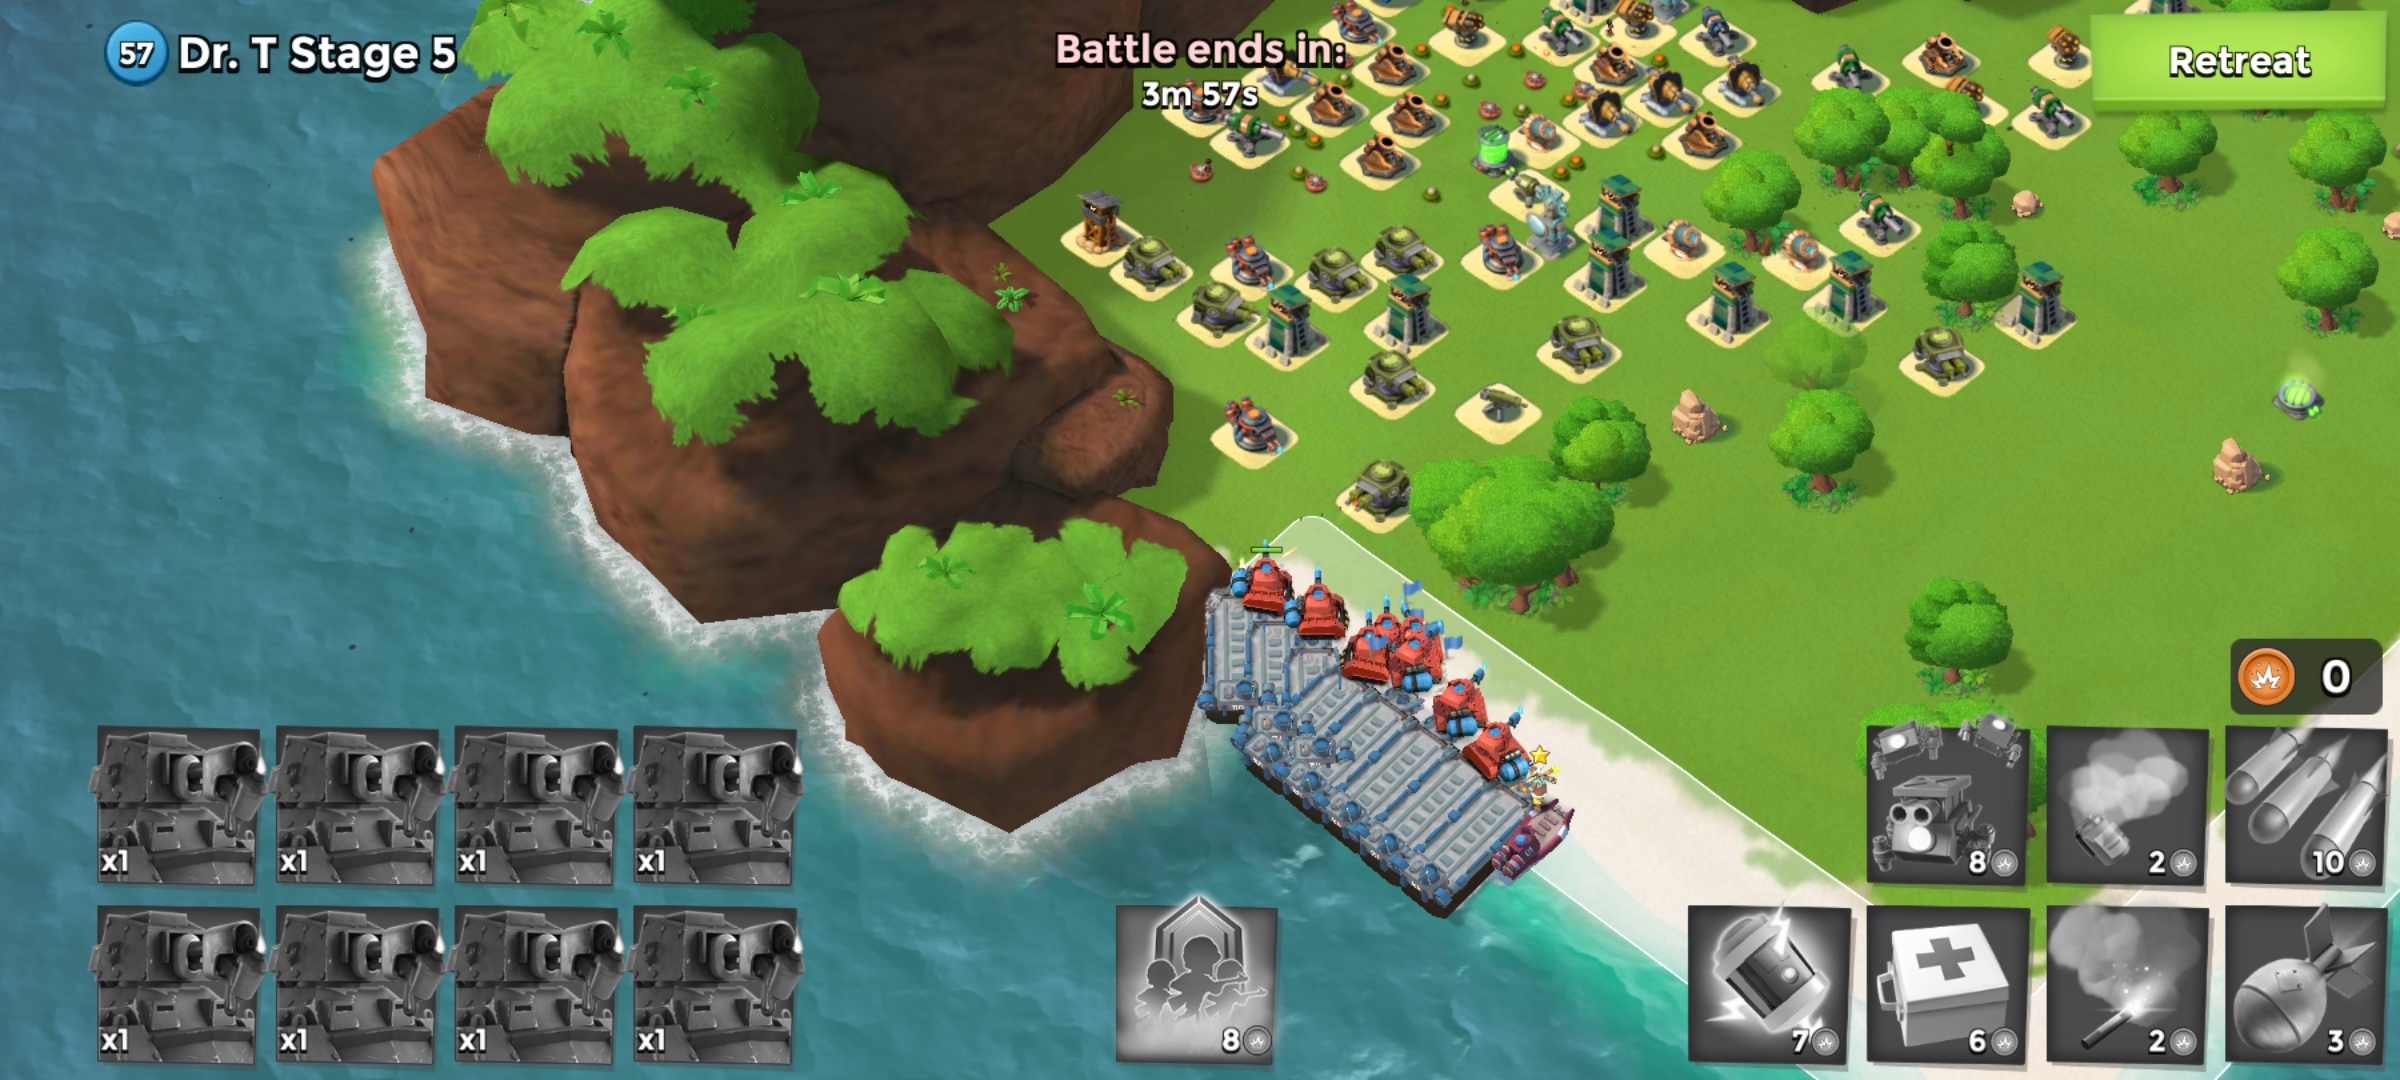 57 Dr. T Stage 5
Battle ends in:
3m 57s
Retreat
0
x1 x1 x1 x1
8 2 10
x1 x1 x1 x1
8
7 6 2 3